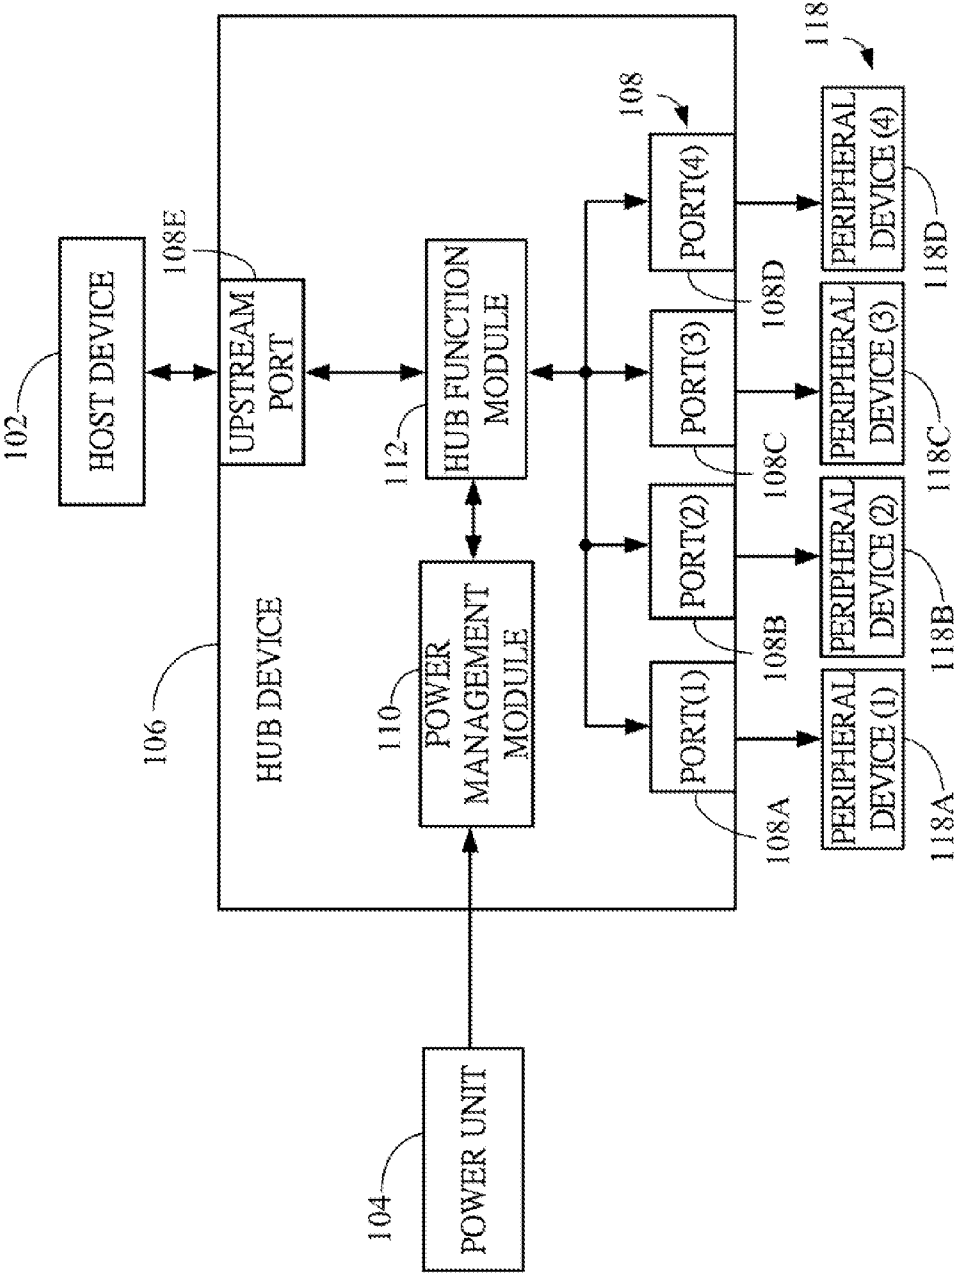 102
HOST DEVICE
106
108E
UPSTREAM
PORT
HUB DEVICE
104
POWER UNIT
110
POWER
MANAGEMENT
MODULE
112
HUB FUNCTION
MODULE
108
PORT(1)
PORT(2)
PORT(3)
PORT(4)
108A
108B
108C
108D
118
PERIPHERAL
DEVICE (1)
PERIPHERAL
DEVICE (2)
PERIPHERAL
DEVICE (3)
PERIPHERAL
DEVICE (4)
118A
118B
118C
118D